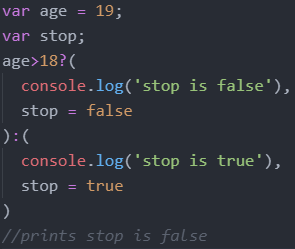 var age = 19;
var stop;
age>18?(
  console.log('stop is false'),
  stop = false
):(
  console.log('stop is true'),
  stop = true
)
//prints stop is false